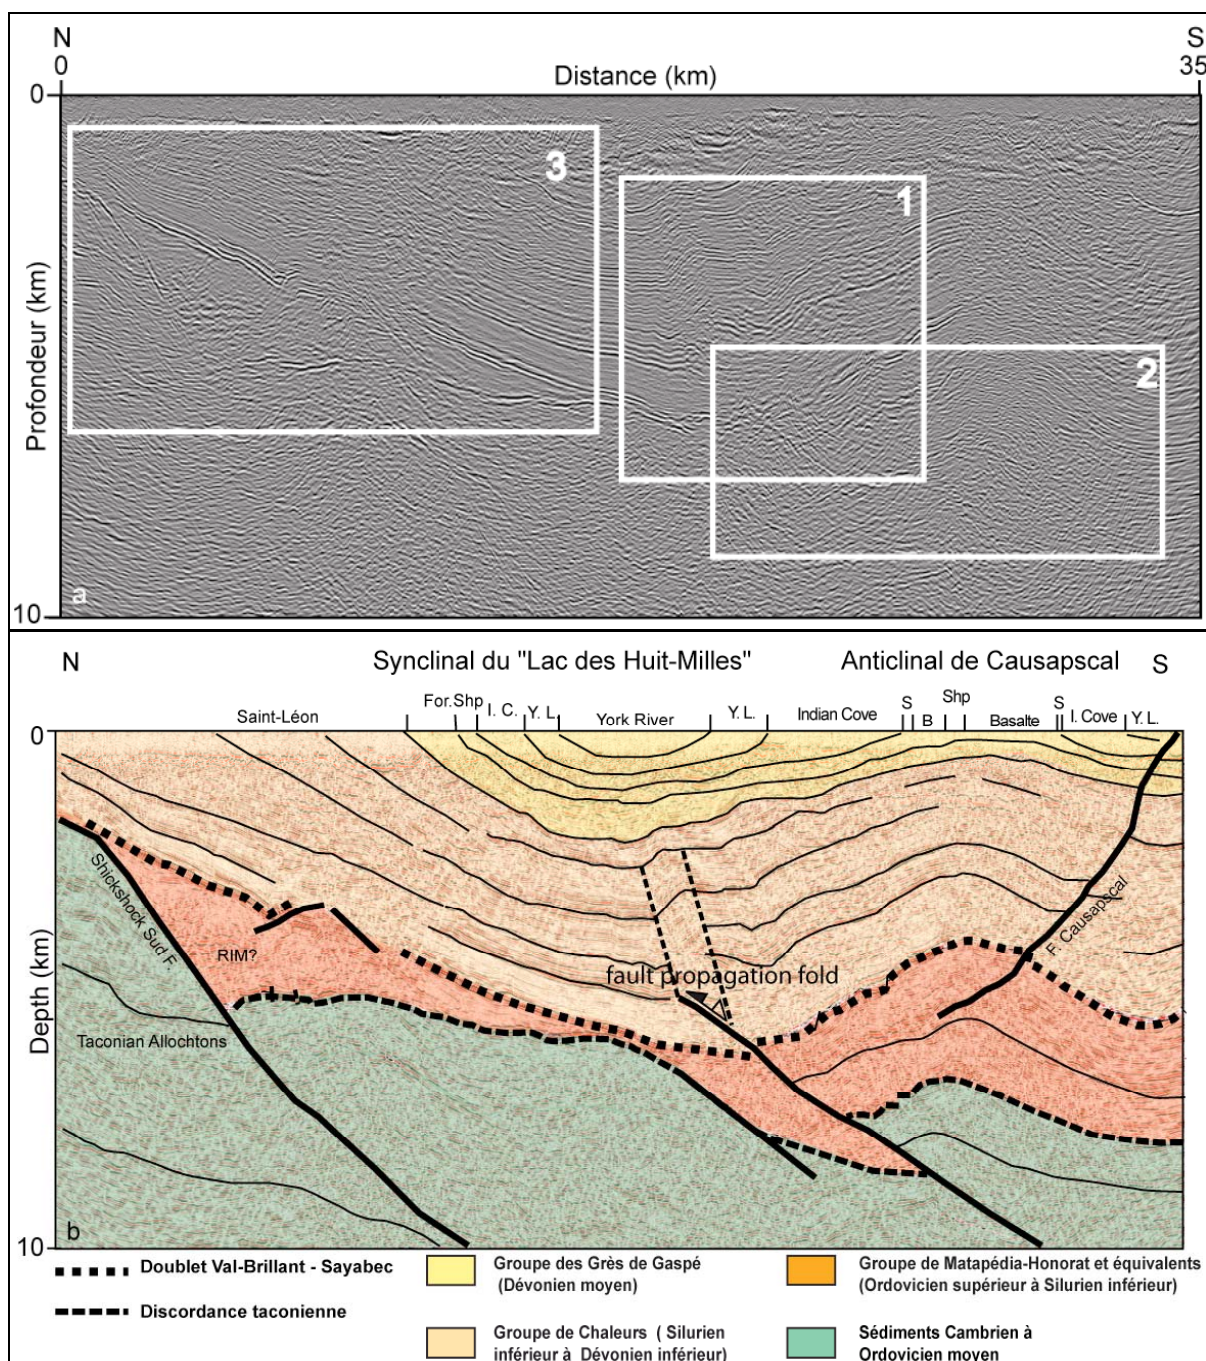 N
S
0
Distance (km)
35
0
3
1
2
Profondeur (km)
10
a
N
Synclinal du "Lac des Huit-Milles"
Anticlinal de Causapscal
S
Saint-Léon
For.
Shp
I. C.
Y. L.
York River
Y. L.
Indian Cove
S
B
Shp
Basalte
S
I. Cove
Y. L.
0
Shickshock Sud F.
F. Causapscal
RIM?
fault propagation fold
Depth (km)
Taconian Allochtons
b
10
Doublet Val-Brillant - Sayabec
Discordance taconienne
Groupe des Grès de Gaspé
(Dévonien moyen)
Groupe de Chaleurs ( Silurien
inférieur à Dévonien inférieur)
Groupe de Matapédia-Honorat et équivalents
(Ordovicien supérieur à Silurien inférieur)
Sédiments Cambrien à
Ordovicien moyen